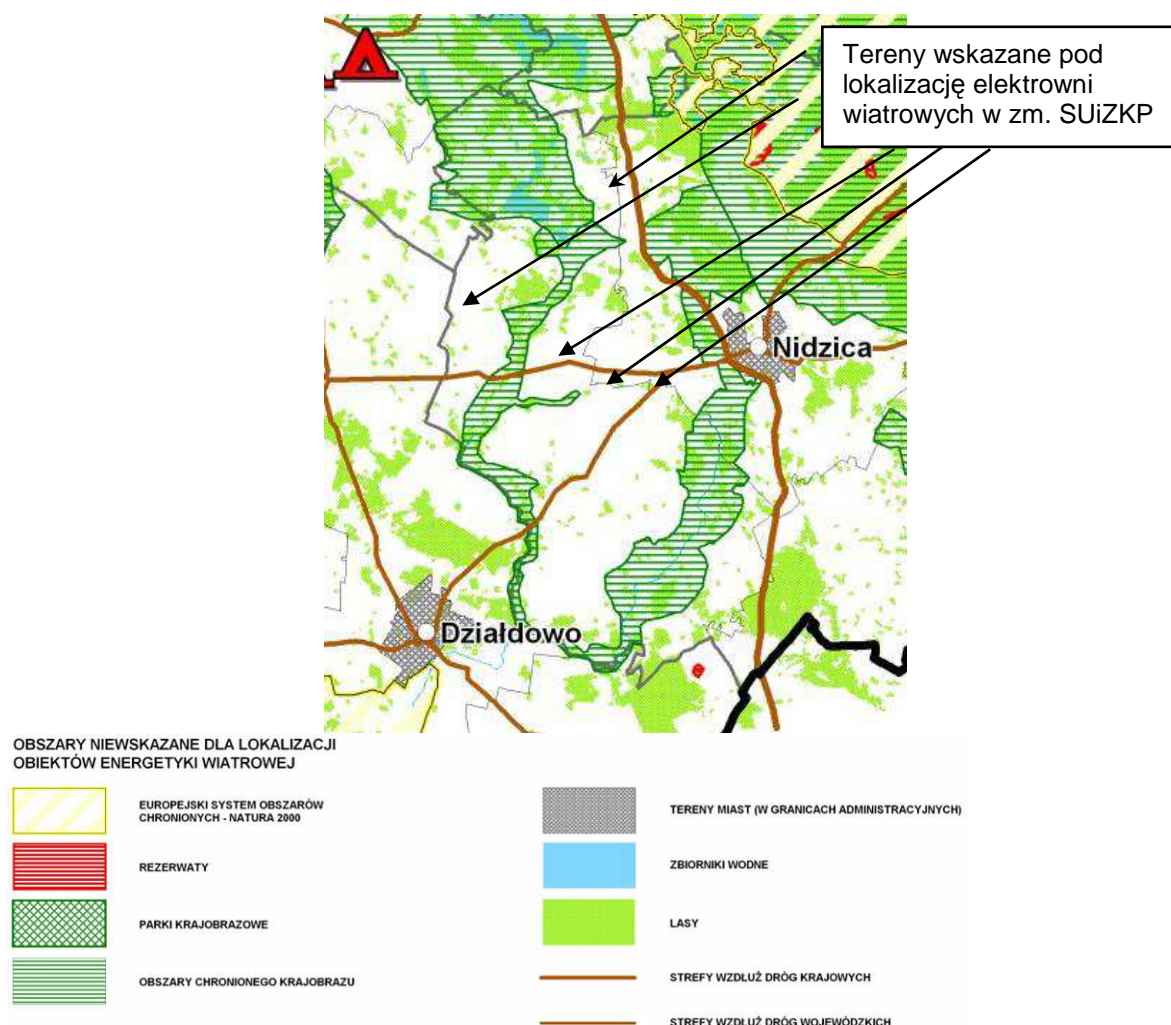 Tereny wskazane pod
lokalizację elektrowni
wiatrowych w zm. SUiZKP
Nidzica
Działdowo
OBSZARY NIEWSKAZANE DLA LOKALIZACJI
OBIEKTÓW ENERGETYKI WIATROWEJ
EUROPEJSKI SYSTEM OBSZARÓW
CHRONIONYCH - NATURA 2000
REZERWATY
PARKI KRAJOBRAZOWE
OBSZARY CHRONIONEGO KRAJOBRAZU
TERENY MIAST (W GRANICACH ADMINISTRACYJNYCH)
ZBIORNIKI WODNE
LASY
STREFY WZDŁUŻ DRÓG KRAJOWYCH
STREFY WZDŁUŻ DRÓG WOJEWÓDZKICH